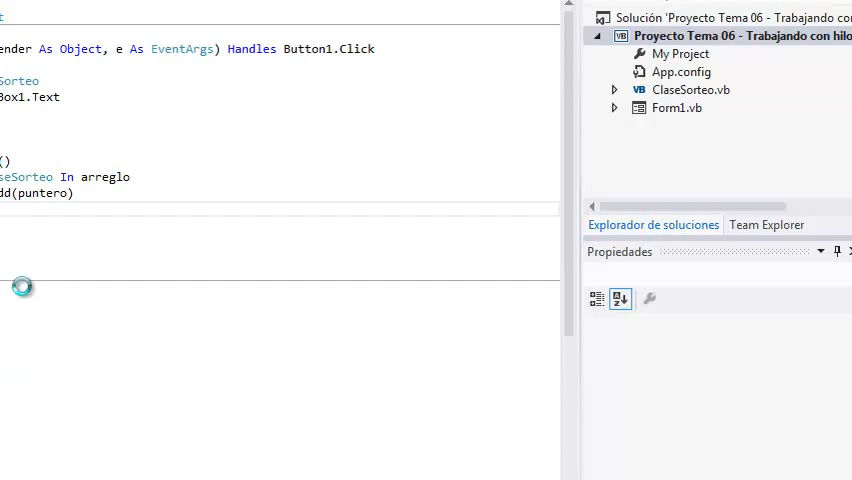 t
ender As Object, e As EventArgs) Handles Button1.Click
Sorteo
Box1.Text
()
seSorteo In arreglo
dd(puntero)
Solución 'Proyecto Tema 06 - Trabajando co
Proyecto Tema 06 - Trabajando con hilo
My Project
App.config
VB ClaseSorteo.vb
Form1.vb
Explorador de soluciones Team Explorer
Propiedades